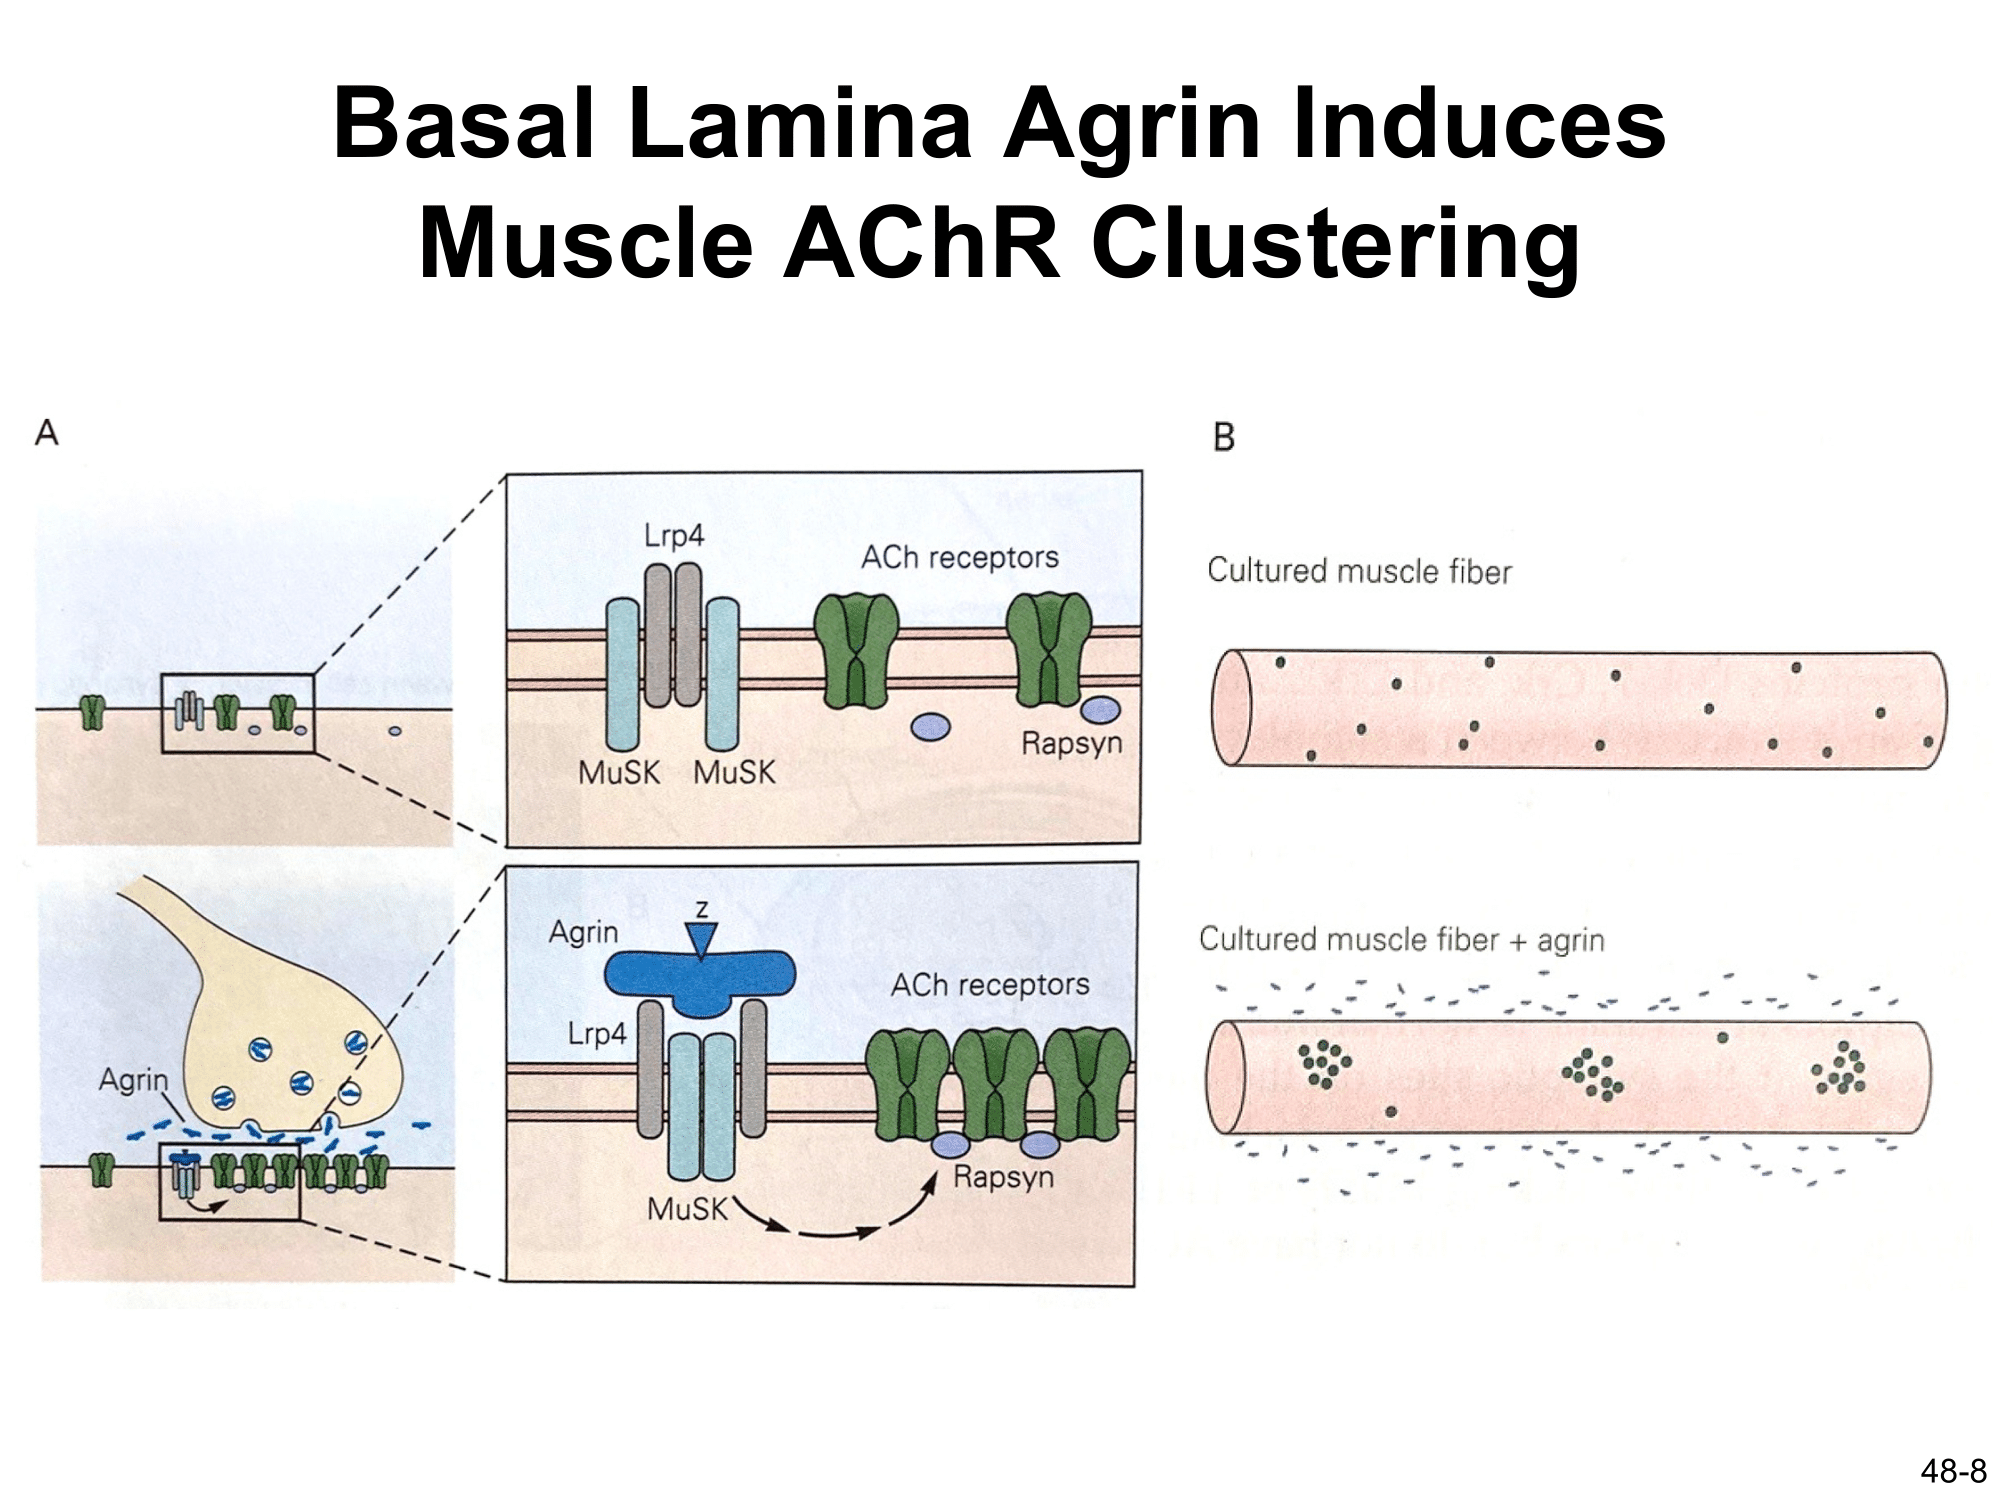 Basal Lamina Agrin Induces
Muscle AChR Clustering
A
Lrp4
ACh receptors
Rapsyn
MuSK MuSK
z
Agrin
ACh receptors
Lrp4
Agrin
Rapsyn
MuSK
B
Cultured muscle fiber
Cultured muscle fiber + agrin
48-8